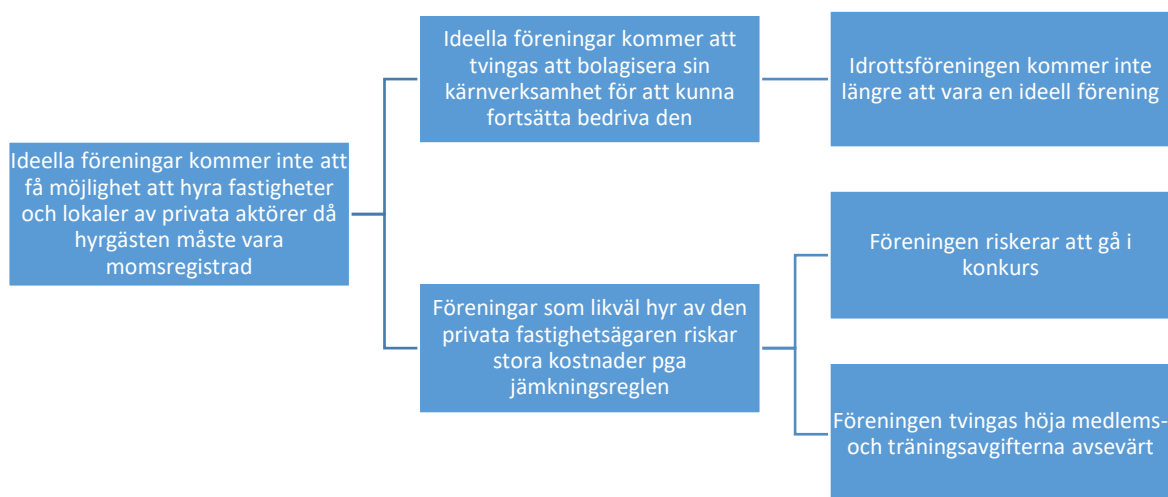 Ideella föreningar kommer inte att
få möjlighet att hyra fastigheter
och lokaler av privata aktörer då
hyrgästen måste vara
momsregistrad
Ideella föreningar kommer att
tvingas att bolagisera sin
kärnverksamhet för att kunna
fortsätta bedriva den
Idrottsföreningen kommer inte
längre att vara en ideell förening
Föreningar som likväl hyr av den
privata fastighetsägaren riskar
stora kostnader pga
jämkningsreglen
Föreningen riskerar att gå i
konkurs
Föreningen tvingas höja medlems-
och träningsavgifterna avsevärt